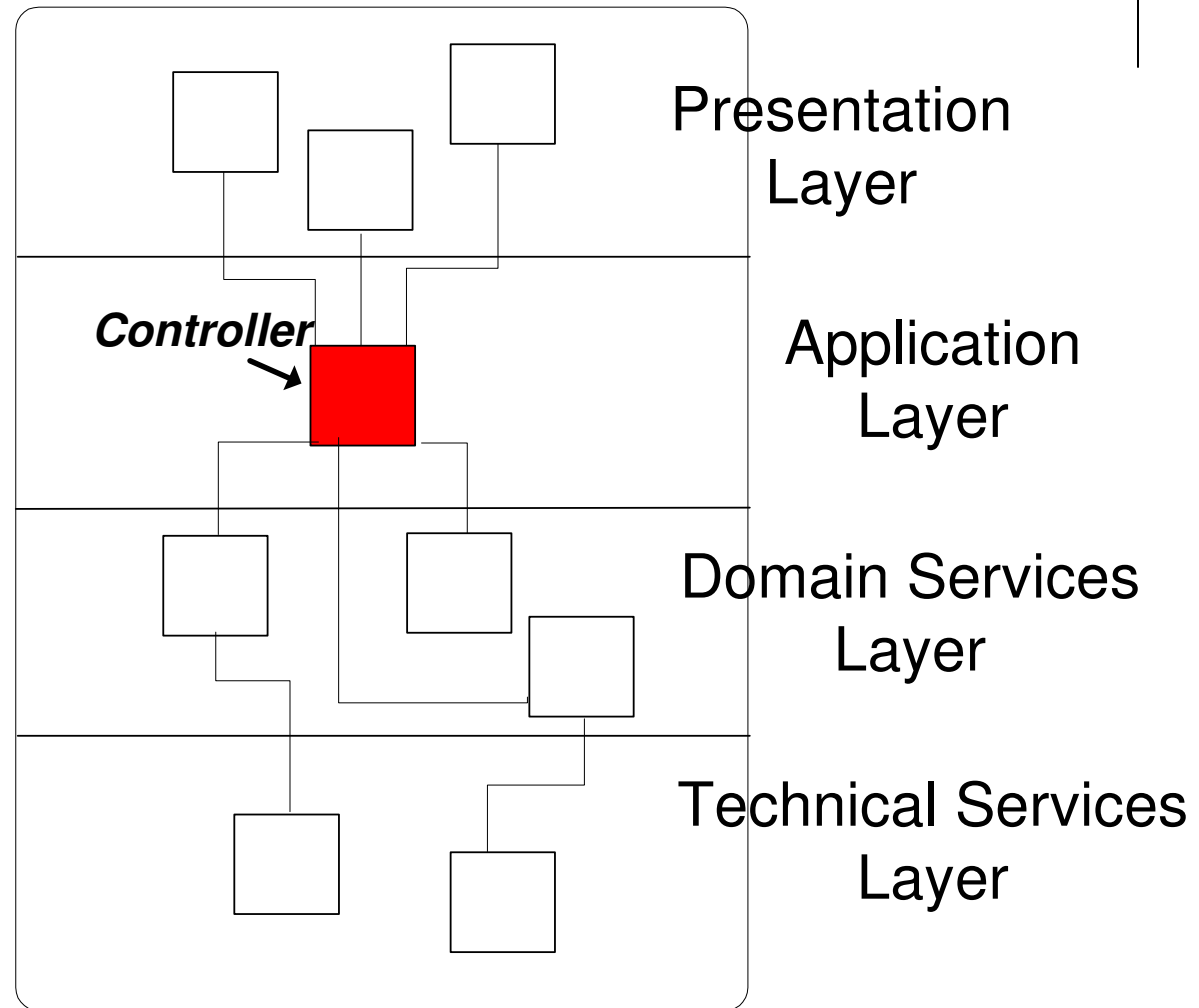 Presentation
Layer
Controller
Application
Layer
Domain Services
Layer
Technical Services
Layer